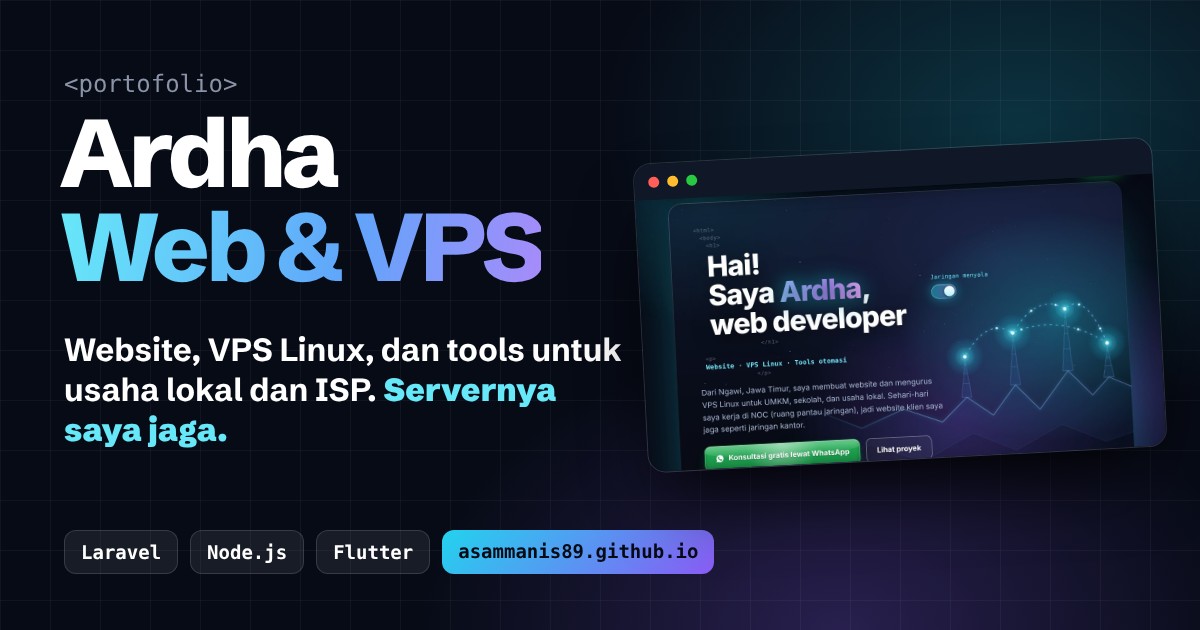 <portofolio>
Ardha
Web & VPS
Website, VPS Linux, dan tools untuk
usaha lokal dan ISP. Servernya
saya jaga.
Laravel
Node.js
Flutter
asammanis89.github.io
<html>
<body>
<h1>
Hai!
Saya Ardha,
web developer
</h1>
<p>
Website · VPS Linux · Tools otomasi
</p>
Dari Ngawi, Jawa Timur, saya membuat website dan mengurus
VPS Linux untuk UMKM, sekolah, dan usaha lokal. Sehari-hari
saya kerja di NOC (ruang pantau jaringan), jadi website klien saya
jaga seperti jaringan kantor.
Konsultasi gratis lewat WhatsApp
Lihat proyek
Jaringan menyala